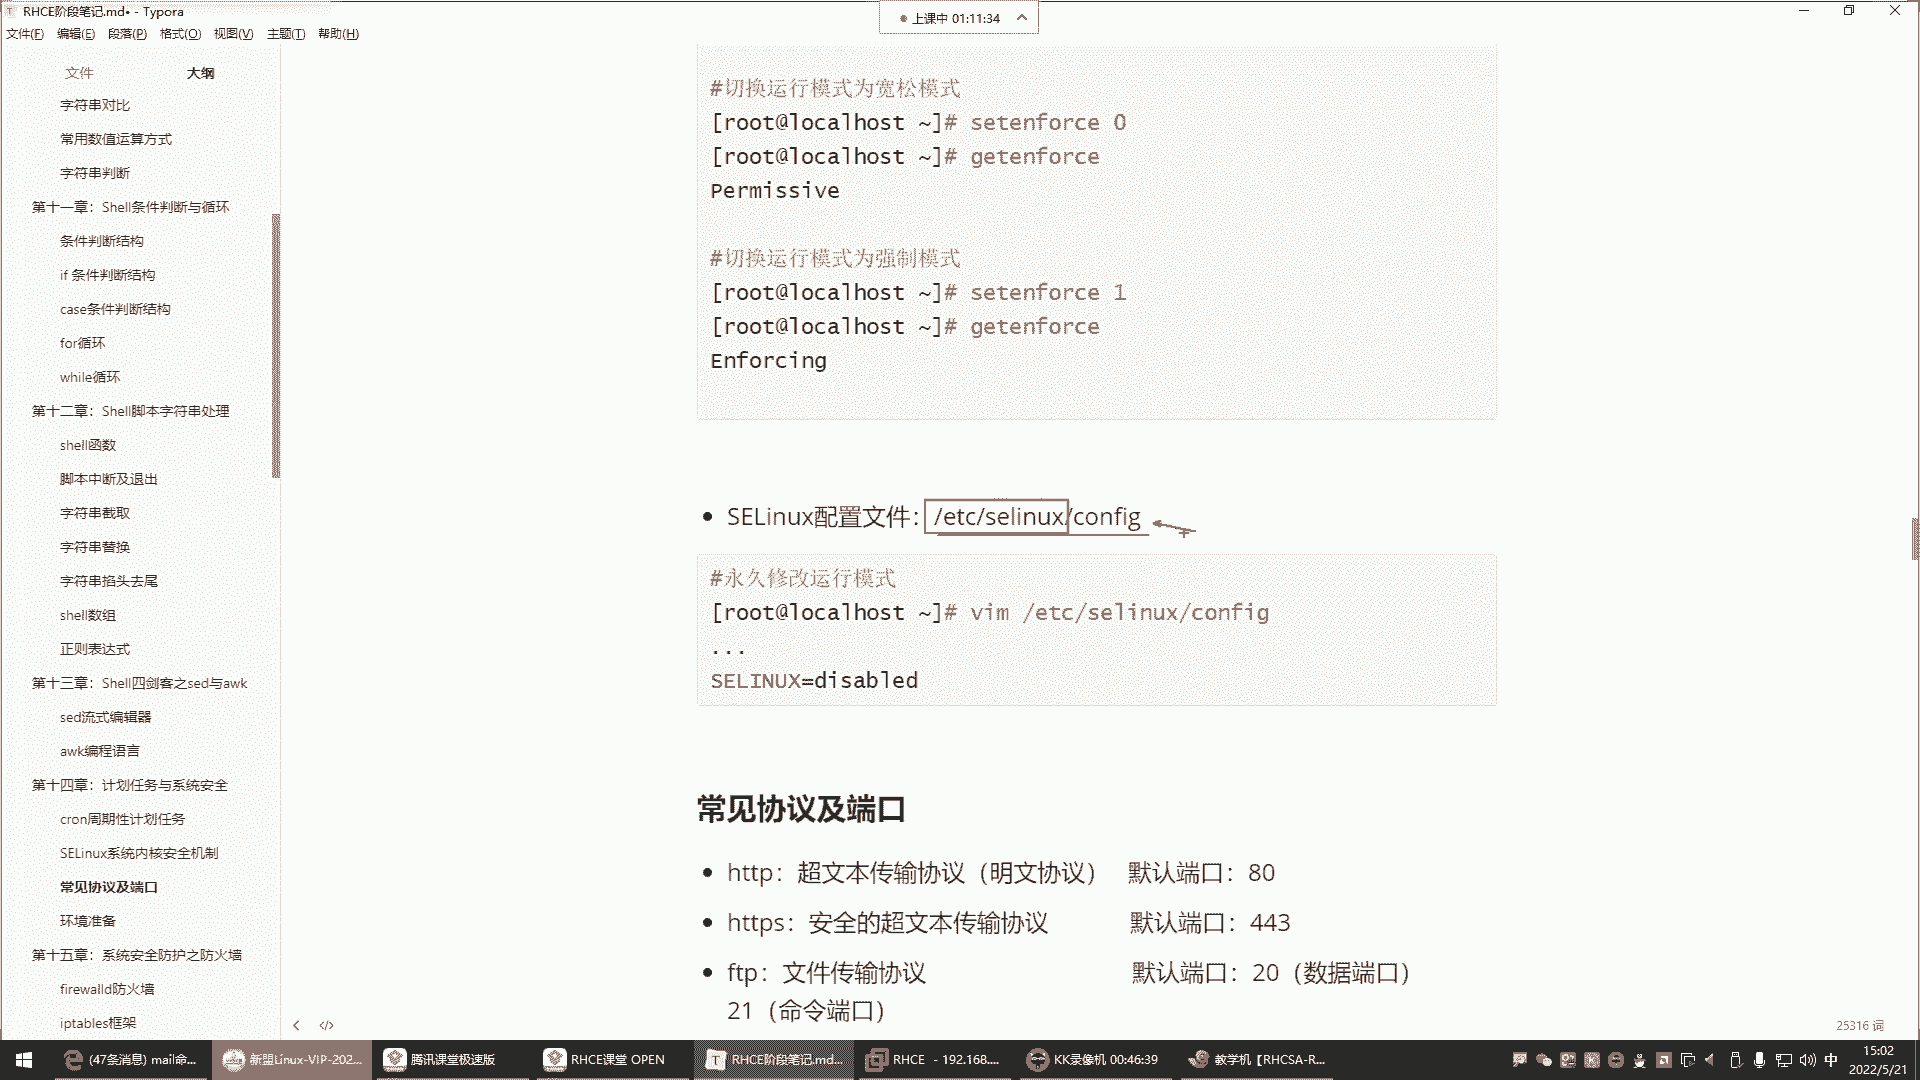 RHCE阶段笔记.md• - Typora
上课中 01:11:34
文件(F) 编辑(E) 段落(P) 格式(O) 视图(V) 主题(T) 帮助(H)
文件 大纲
字符串对比
常用数值运算方式
字符串判断
第十一章：Shell条件判断与循环
条件判断结构
if 条件判断结构
case条件判断结构
for循环
while循环
第十二章：Shell脚本字符串处理
shell函数
脚本中断及退出
字符串截取
字符串替换
字符串掐头去尾
shell数组
正则表达式
第十三章：Shell四剑客之sed与awk
sed流式编辑器
awk编程语言
第十四章：计划任务与系统安全
cron周期性计划任务
SELinux系统内核安全机制
常见协议及端口
环境准备
第十五章：系统安全防护之防火墙
firewalld防火墙
iptables框架
#切换运行模式为宽松模式
[root@localhost ~]# setenforce 0
[root@localhost ~]# getenforce
Permissive
#切换运行模式为强制模式
[root@localhost ~]# setenforce 1
[root@localhost ~]# getenforce
Enforcing
• SELinux配置文件：/etc/selinux/config
#永久修改运行模式
[root@localhost ~]# vim /etc/selinux/config
...
SELINUX=disabled
常见协议及端口
• http：超文本传输协议（明文协议） 默认端口：80
• https：安全的超文本传输协议 默认端口：443
• ftp：文件传输协议 默认端口：20（数据端口）
21（命令端口）
25316 词
(47条消息) mail命... 新盟Linux-VIP-202... 腾讯课堂极速版 RHCE课堂 OPEN RHCE阶段笔记.md... RHCE - 192.168.... KK录像机 00:46:39 教学机【RHCSA-R... 中 15:02
2022/5/21